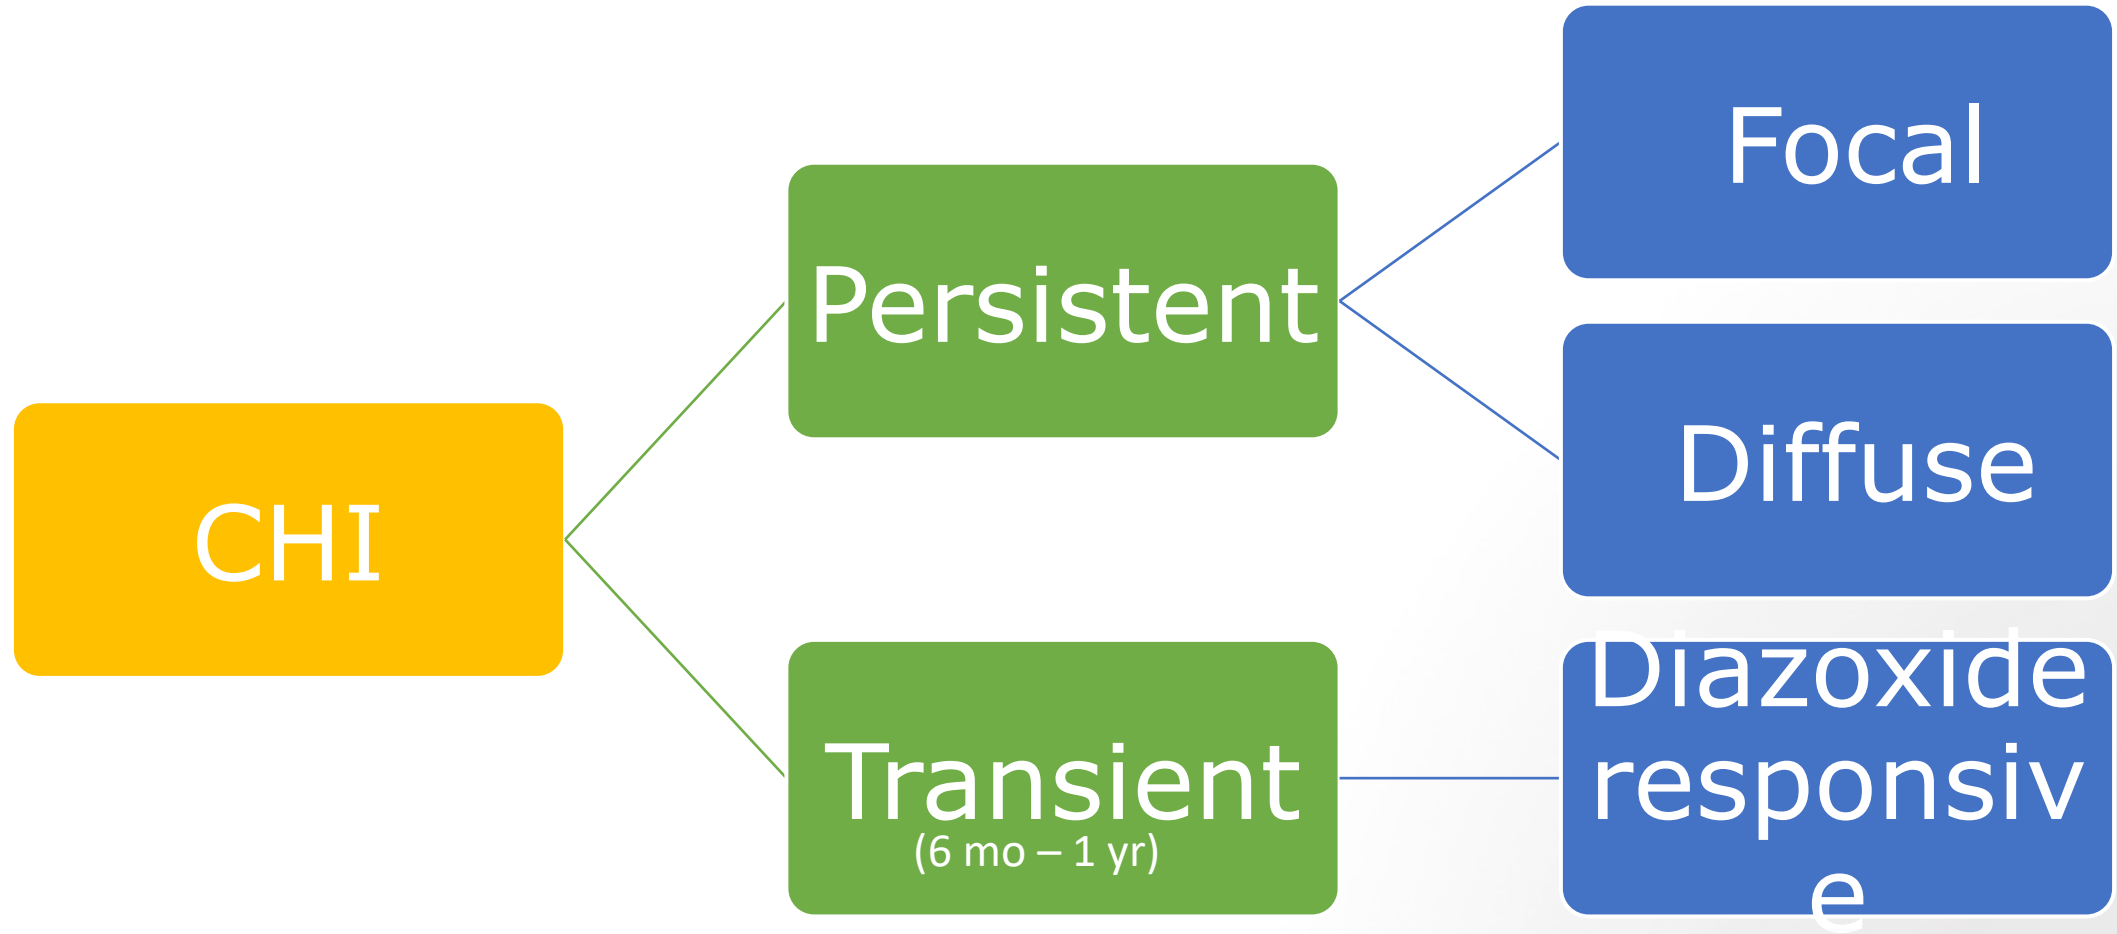 CHI
Persistent
Transient
(6 mo – 1 yr)
Focal
Diffuse
Diazoxide
responsiv
e